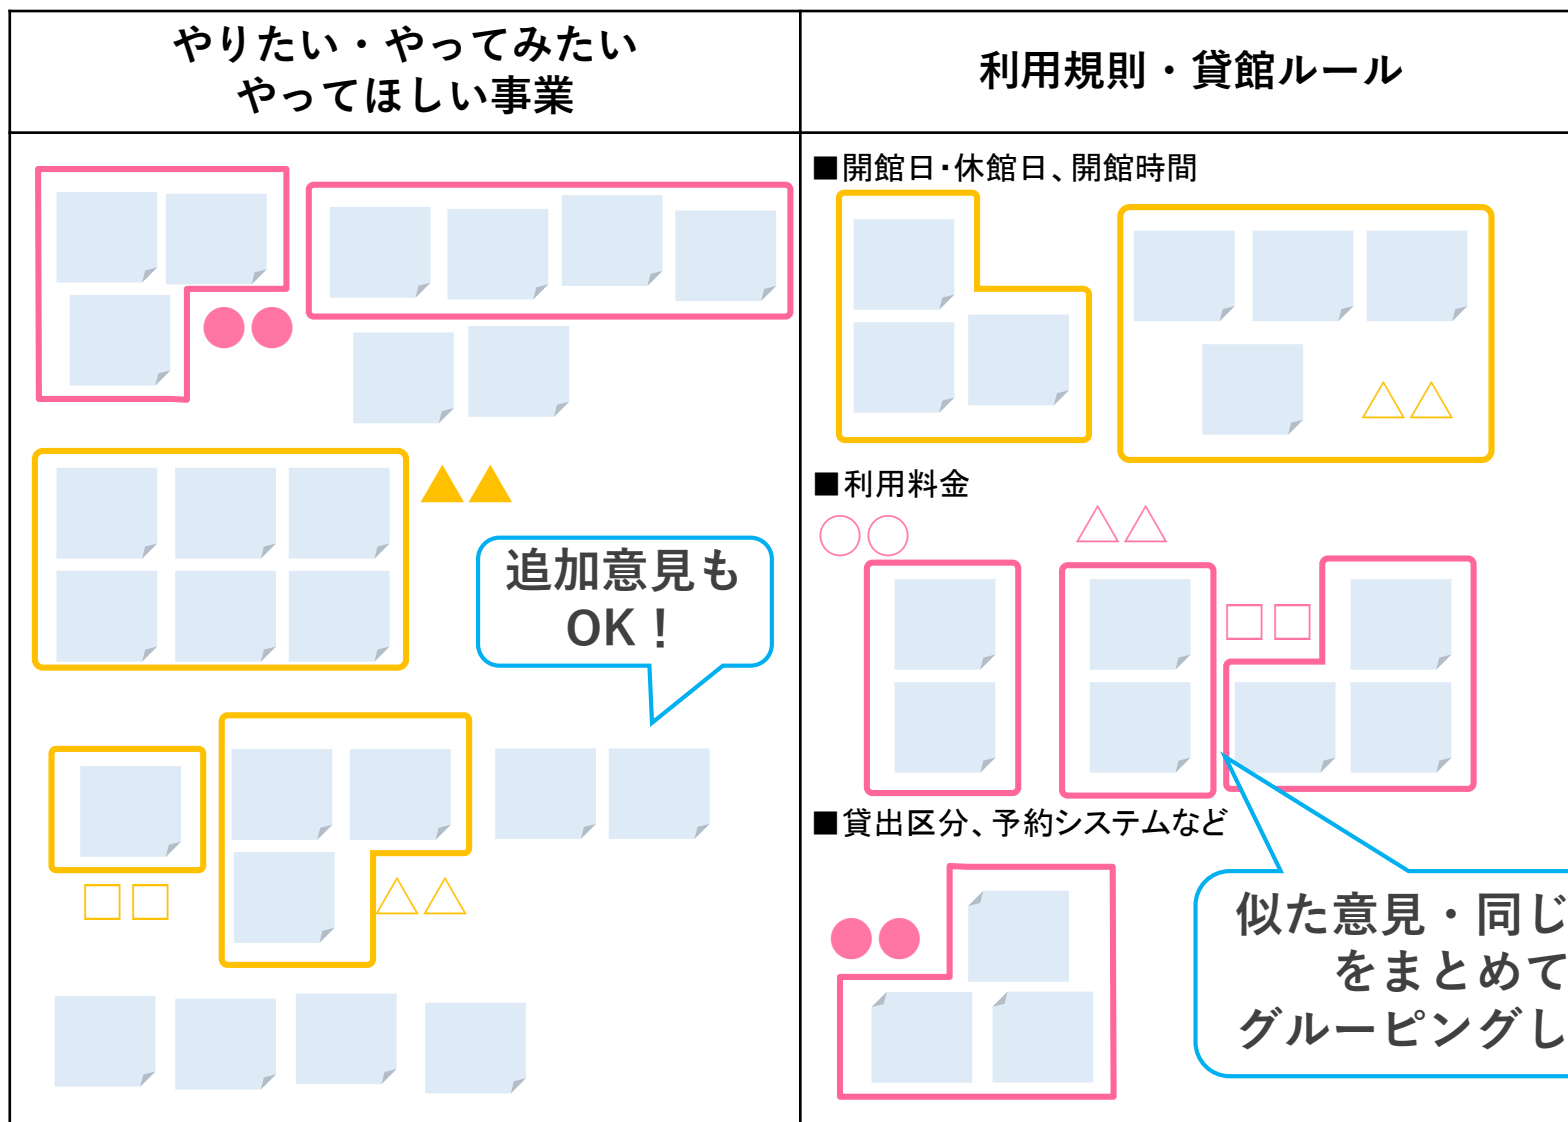 やりたい・やってみたい
やってほしい事業
利用規則・貸館ルール
●●
▲▲
追加意見も
OK！
□□
△△
■開館日・休館日、開館時間
△△
■利用料金
○○
△△
□□
■貸出区分、予約システムなど
●●
似た意見・同じ
をまとめて
グルーピングし